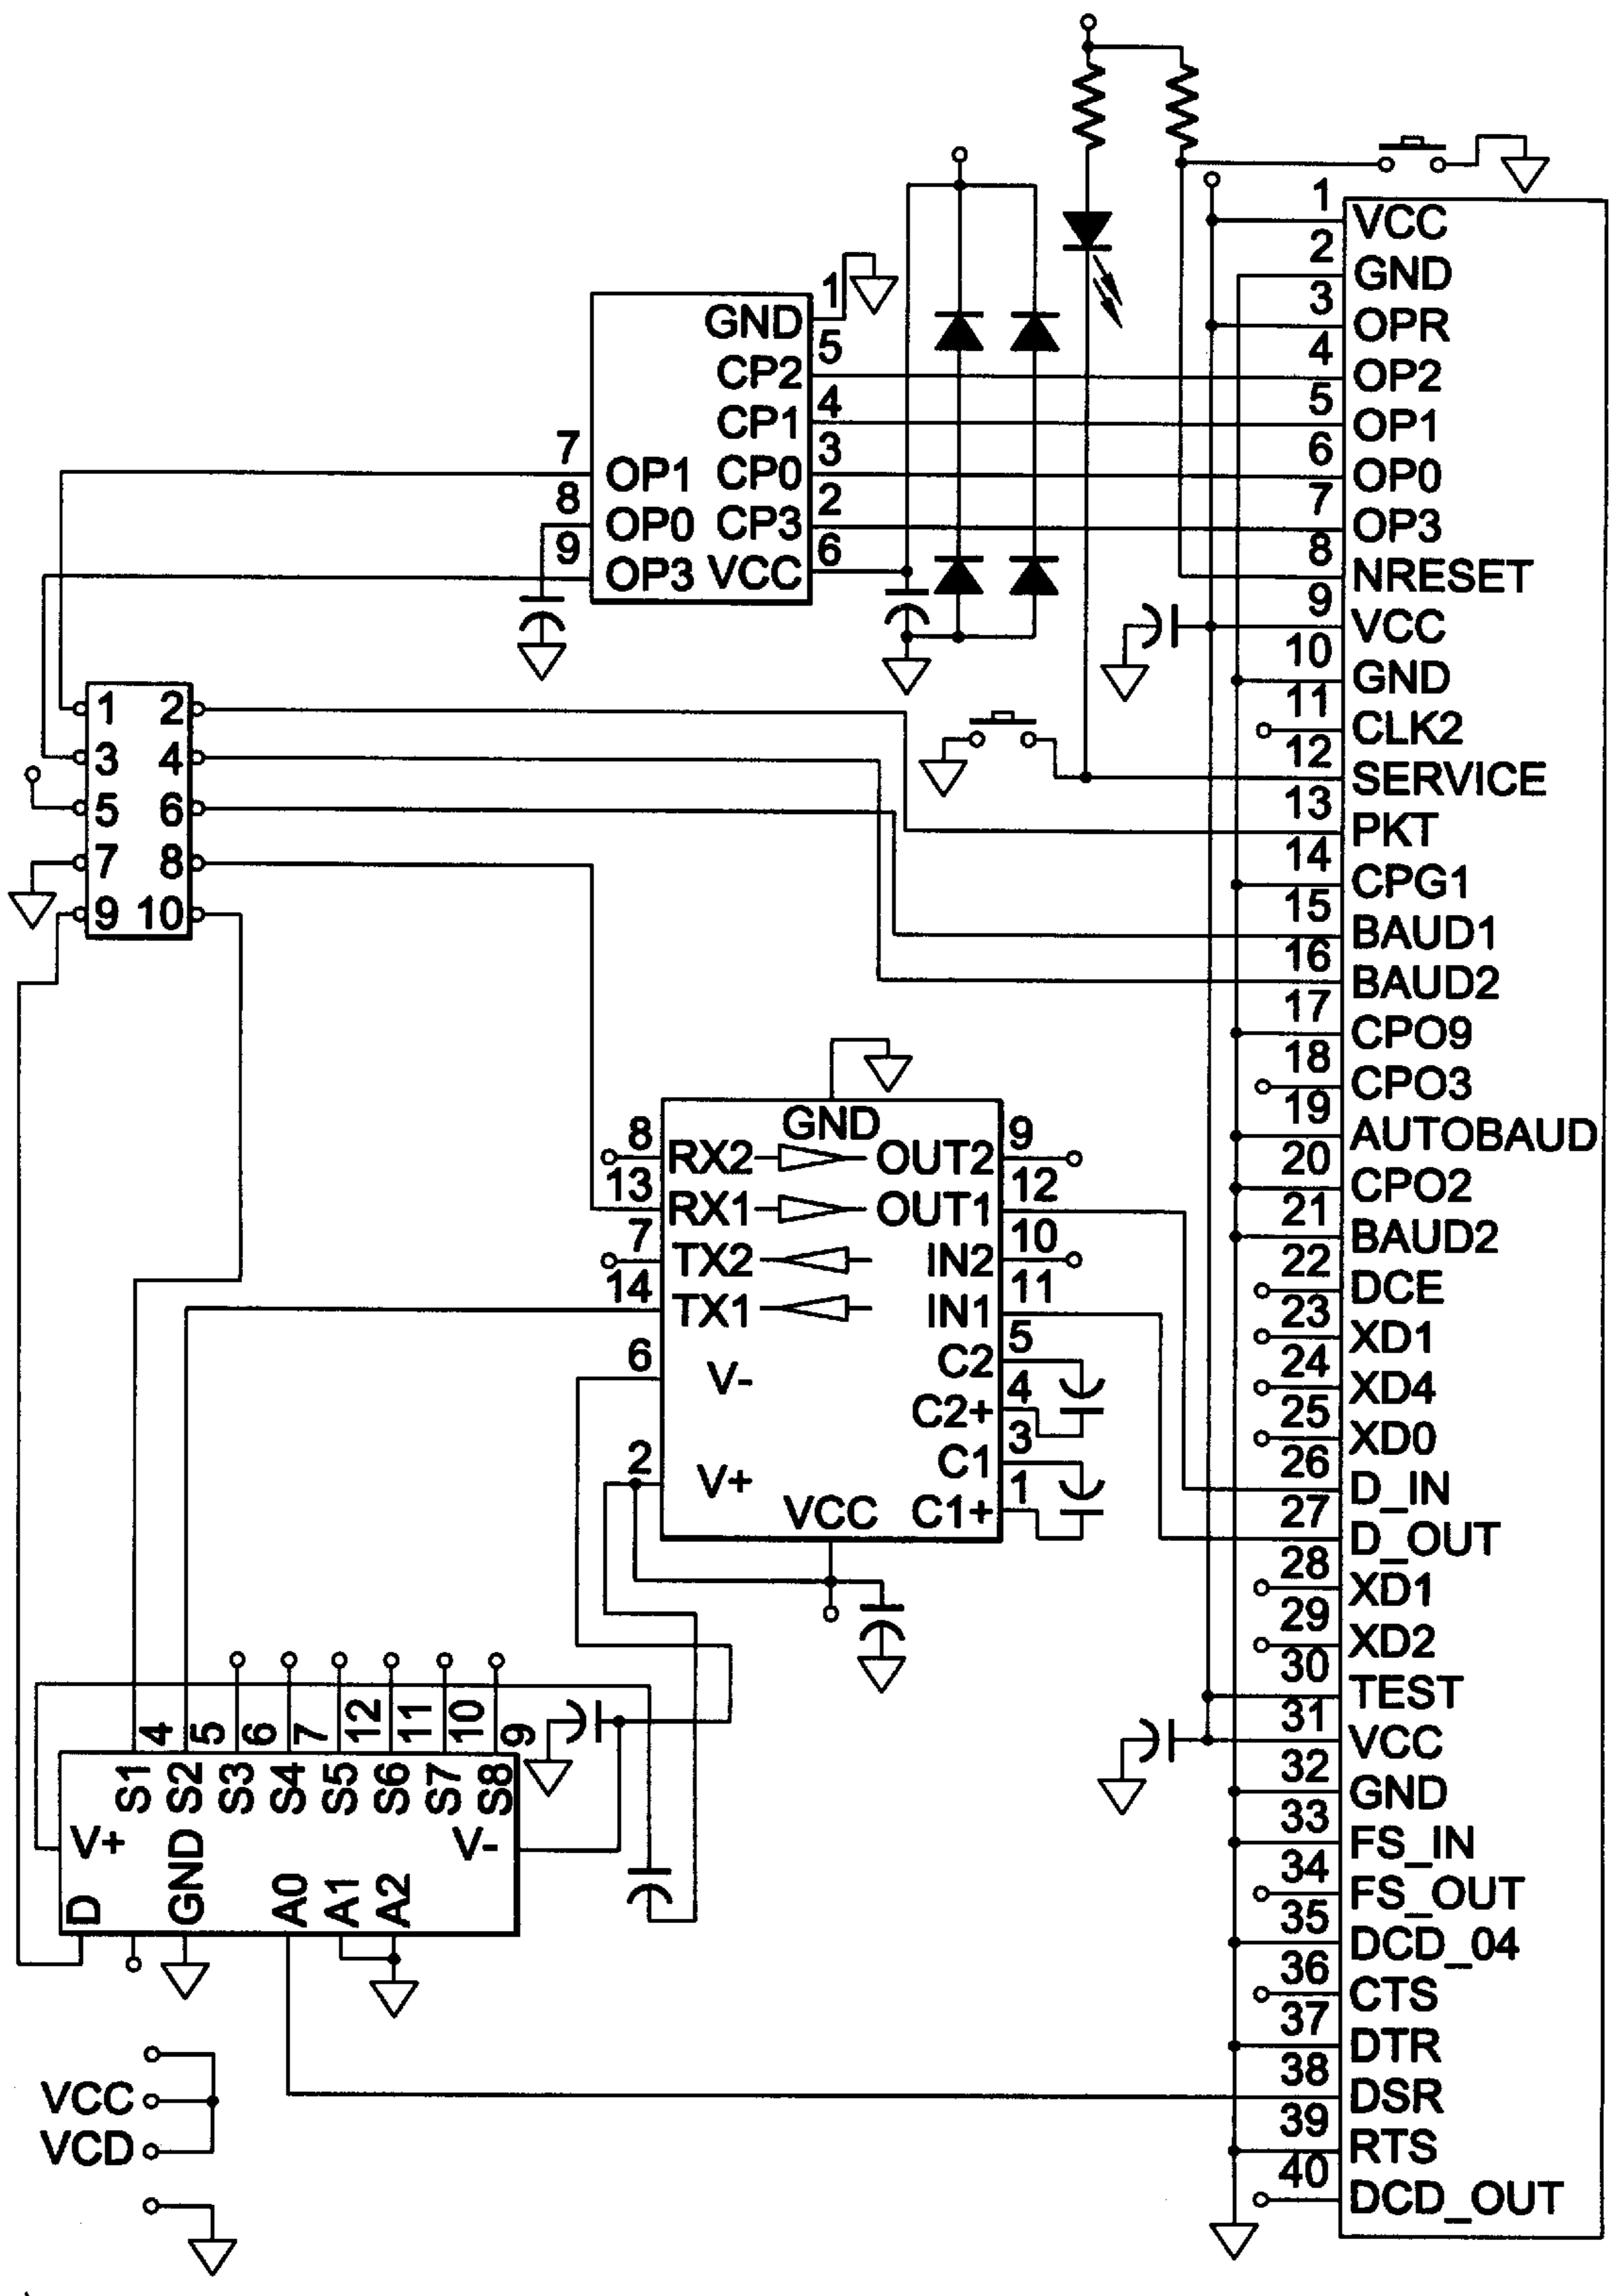 1
VCC
2
GND
3
OPR
4
OP2
5
OP1
6
OP0
7
OP3
8
NRESET
9
VCC
10
GND
11
CLK2
12
SERVICE
13
PKT
14
CPG1
15
BAUD1
16
BAUD2
17
CPO9
18
CPO3
19
AUTOBAUD
20
CPO2
21
BAUD2
22
DCE
23
XD1
24
XD4
25
XD0
26
D_IN
27
D_OUT
28
XD1
29
XD2
30
TEST
31
VCC
32
GND
33
FS_IN
34
FS_OUT
35
DCD_04
36
CTS
37
DTR
38
DSR
39
RTS
40
DCD_OUT
1
GND
5
CP2
4
CP1
7 3
OP1 CP0
8 2
OP0 CP3
9 6
OP3 VCC
1 2
3 4
5 6
7 8
9 10
GND
8 9
RX2 OUT2
13 12
RX1 OUT1
7 10
TX2 IN2
14 11
TX1 IN1
6 5
V- C2
4
C2+
2 3
V+ C1
1
VCC C1+
4 5 6 7 12 11 10 9
S1 S2 S3 S4 S5 S6 S7 S8
V+ V-
D GND A0 A1 A2
VCC
VCD